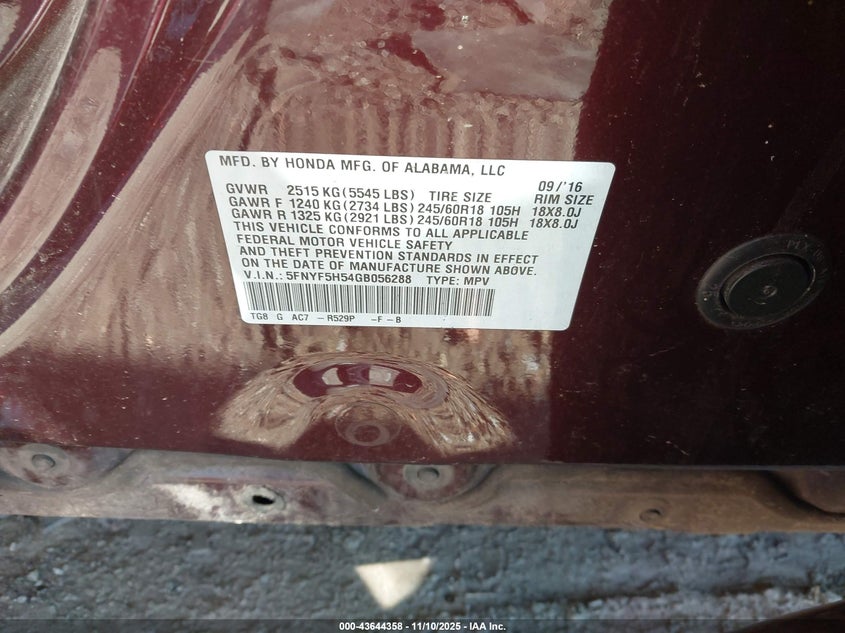 MFD. BY HONDA MFG. OF ALABAMA, LLC 09/'16
GVWR 2515 KG(5545 LBS) TIRE SIZE RIM SIZE
GAWR F 1240 KG(2734 LBS)245/60R18 105H 18X8.0J
GAWR R 1325 KG(2921 LBS)245/60R18 105H 18X8.0J
THIS VEHICLE CONFORMS TO ALL APPLICABLE
FEDERAL MOTOR VEHICLE SAFETY
AND THEFT PREVENTION STANDARDS IN EFFECT
ON THE DATE OF MANUFACTURE SHOWN ABOVE.
V.I.N.: 5FNYF5H54GB056288 TYPE: MPV
TG8 G AC7 -R529P -F-B
000-43644358 - 11/10/2025 - IAA Inc.